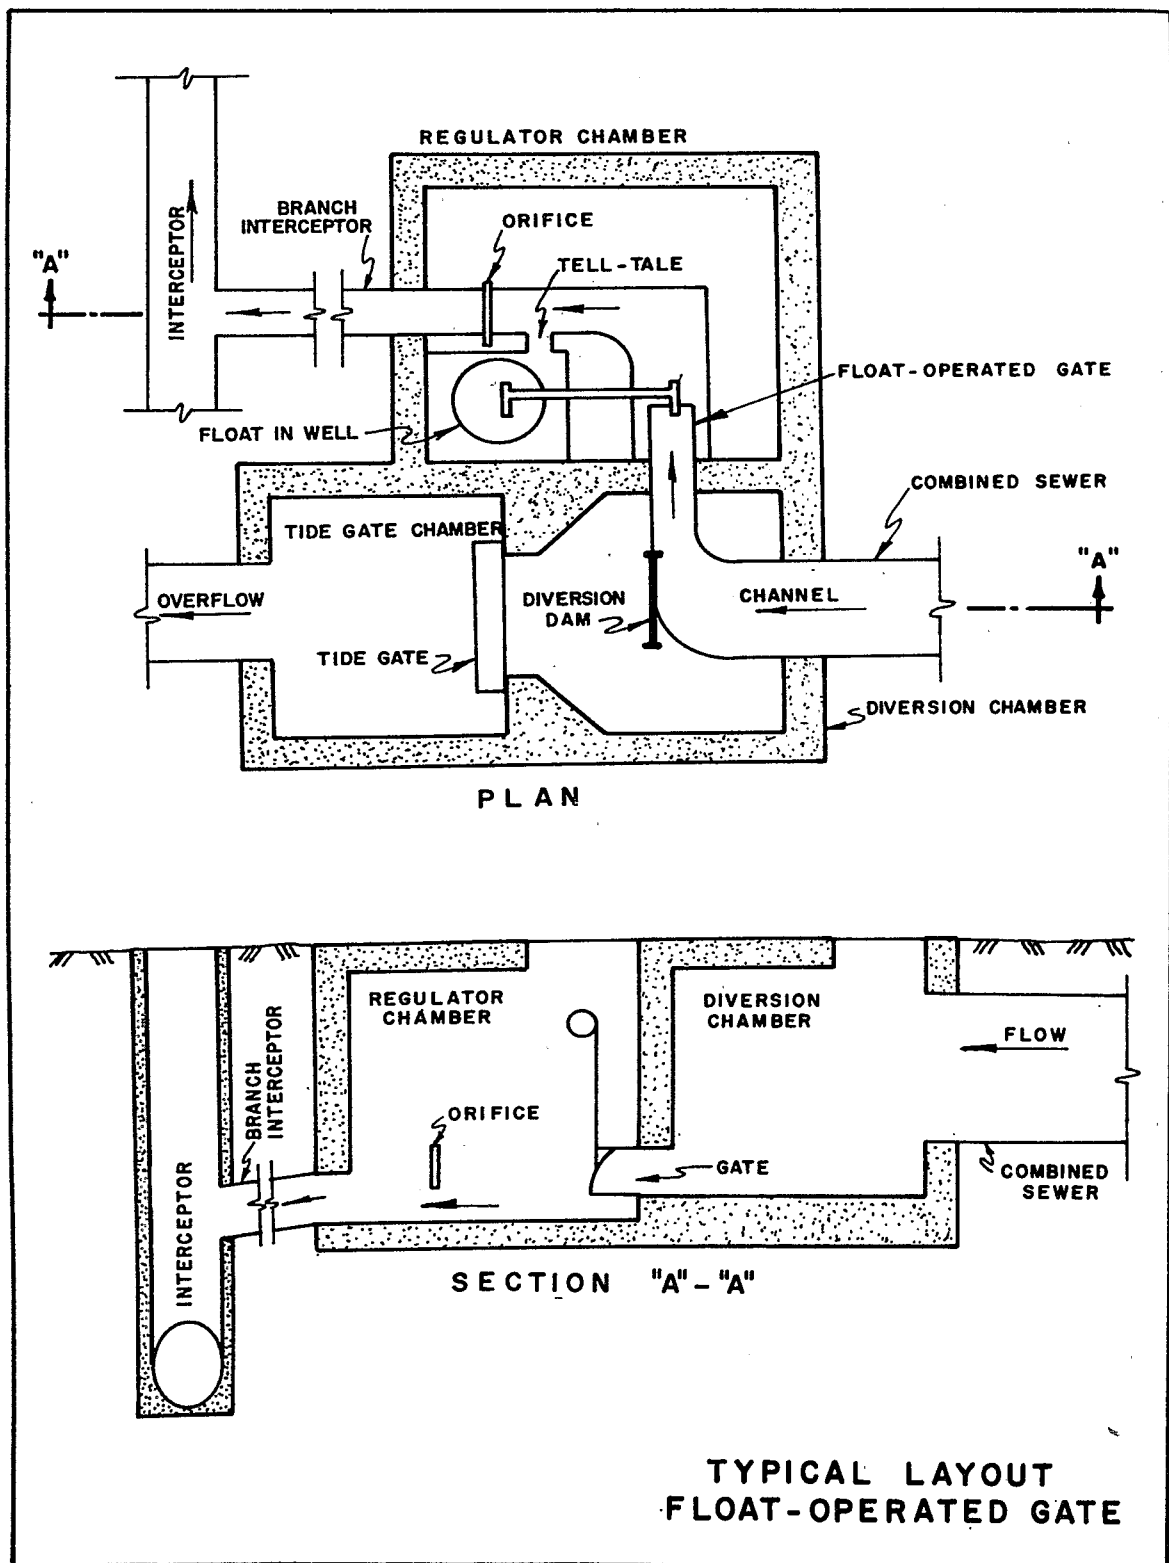 REGULATOR CHAMBER
BRANCH
INTERCEPTOR
ORIFICE
TELL-TALE
"A"
INTERCEPTOR
FLOAT-OPERATED GATE
FLOAT IN WELL
COMBINED SEWER
TIDE GATE CHAMBER
"A"
OVERFLOW
DIVERSION
DAM
CHANNEL
TIDE GATE
DIVERSION CHAMBER
PLAN
REGULATOR
CHAMBER
DIVERSION
CHAMBER
FLOW
BRANCH
INTERCEPTOR
ORIFICE
GATE
COMBINED
SEWER
INTERCEPTOR
SECTION "A"-"A"
TYPICAL LAYOUT
FLOAT-OPERATED GATE